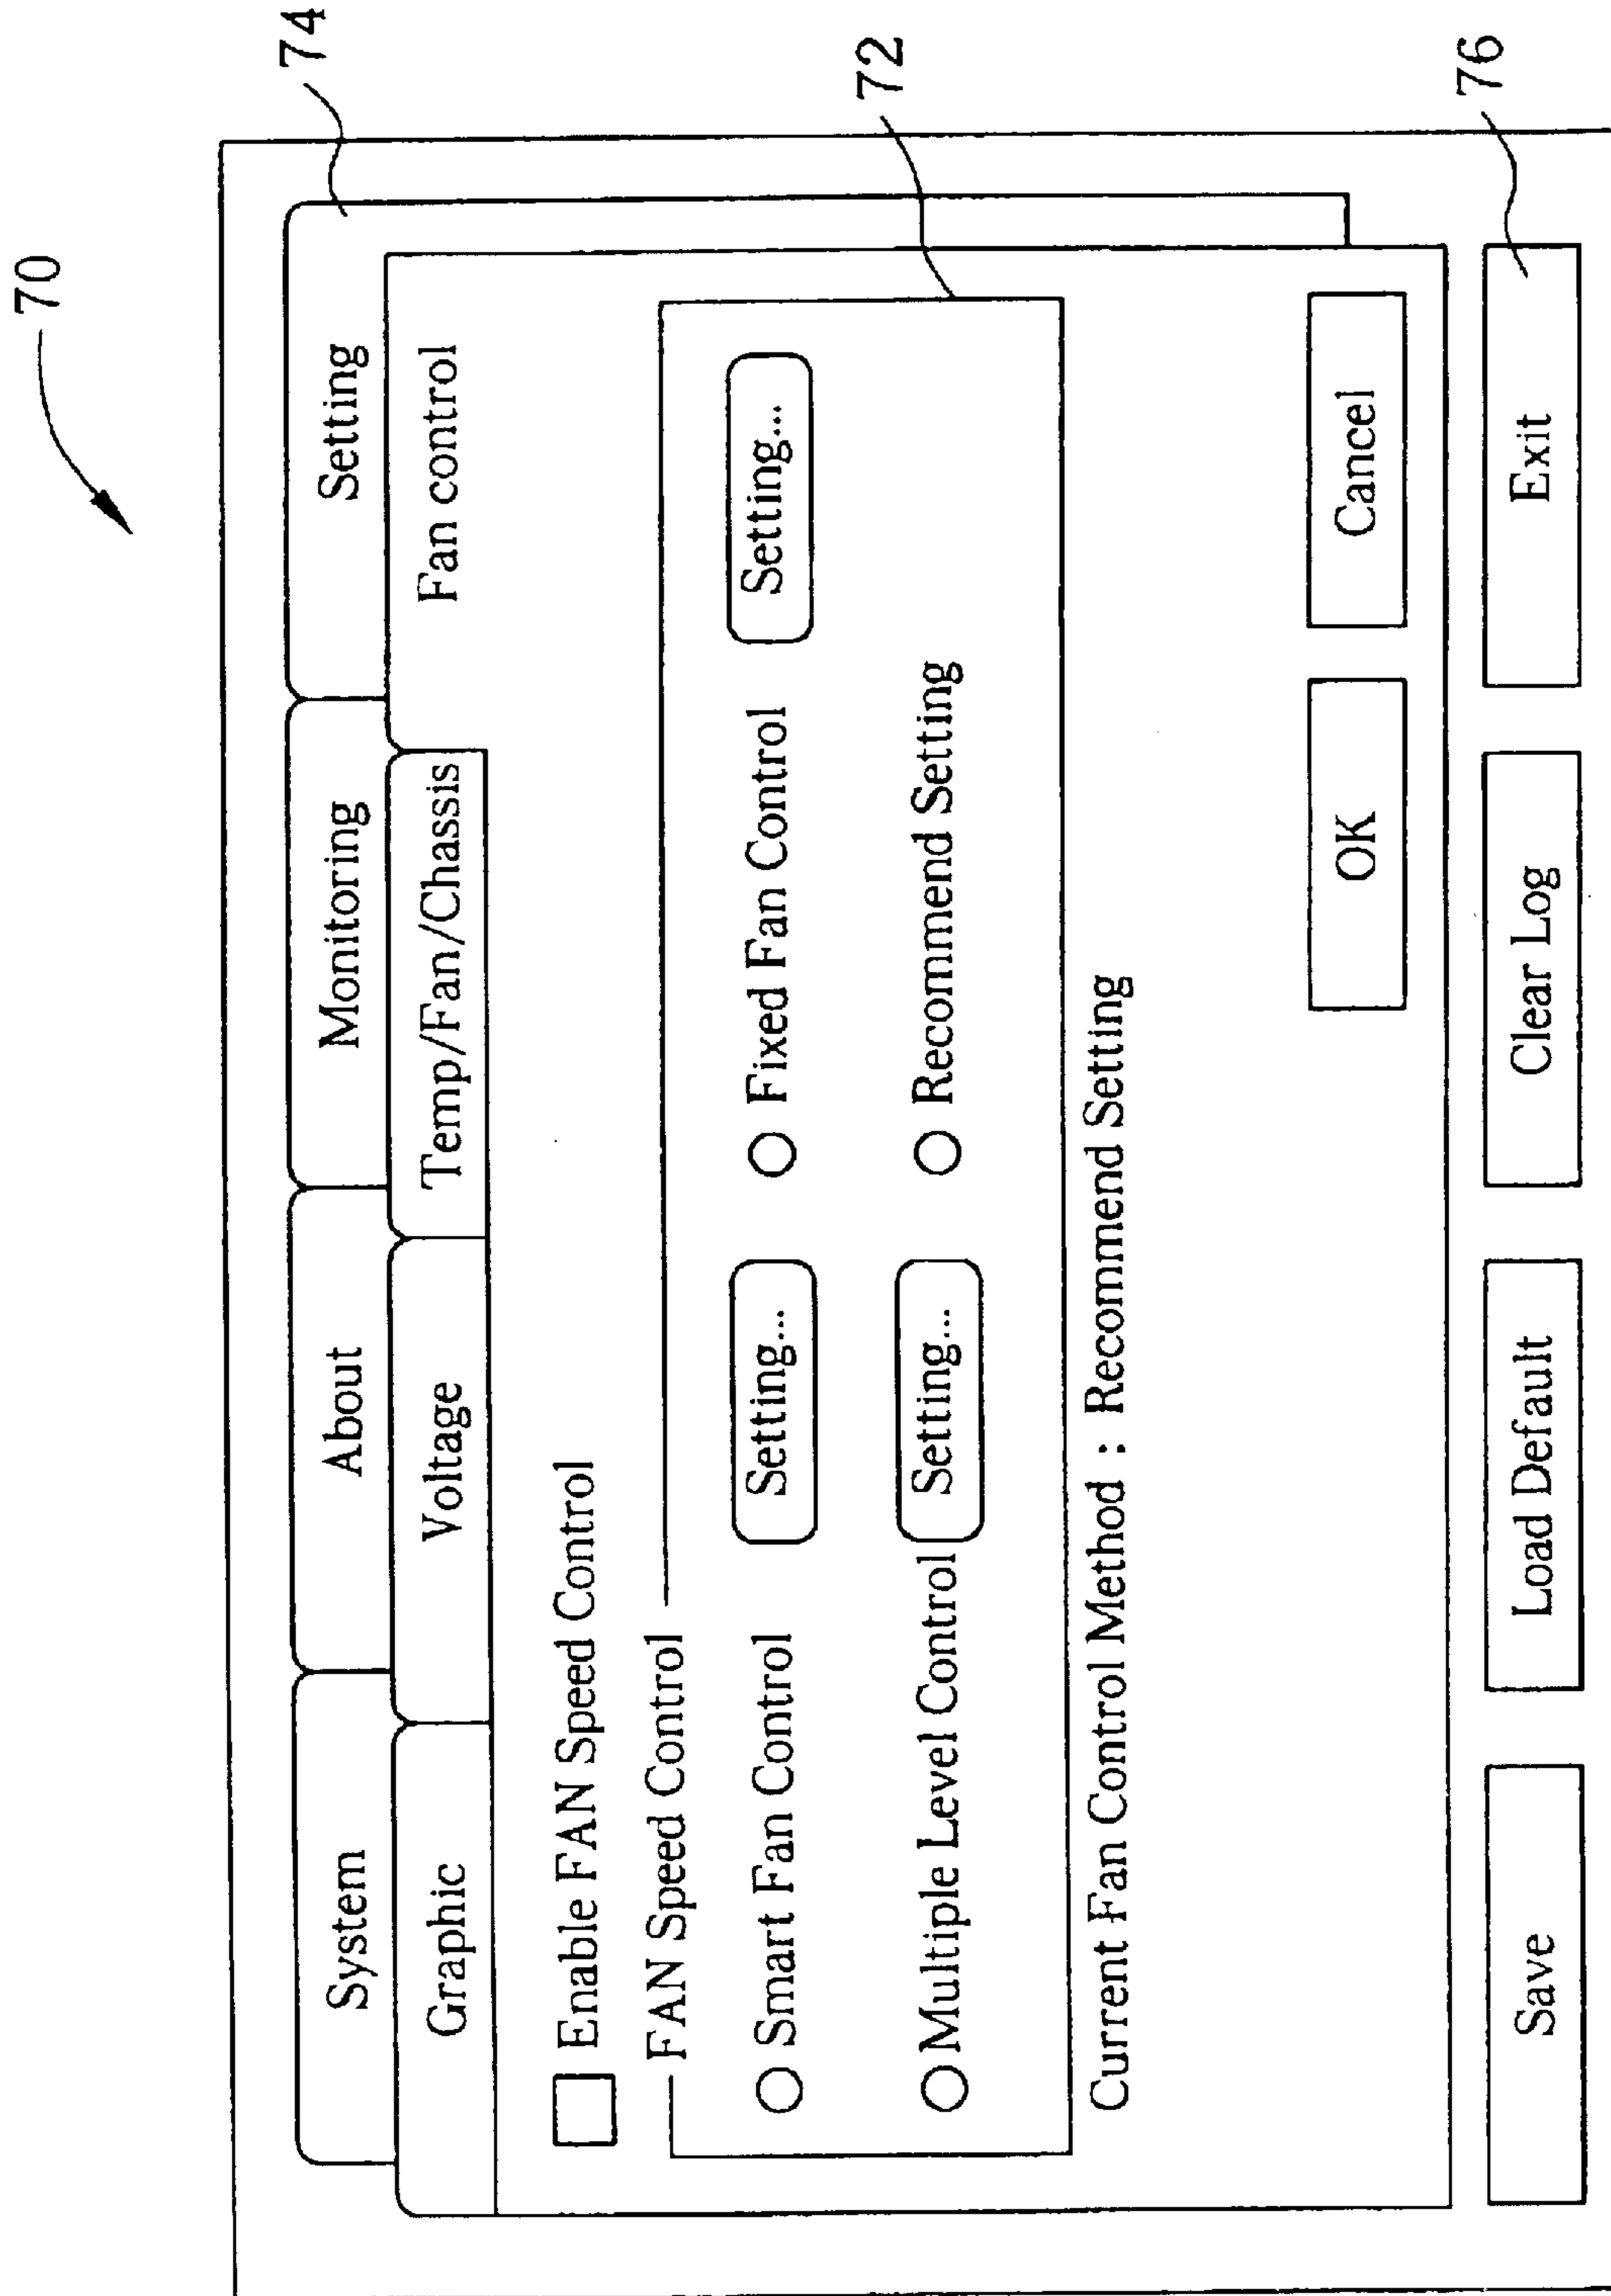 70
74
System About Monitoring Setting
Graphic Voltage Temp/Fan/Chassis Fan control
Enable FAN Speed Control
FAN Speed Control
72
Smart Fan Control Setting... Fixed Fan Control Setting...
Multiple Level Control Setting... Recommend Setting
Current Fan Control Method : Recommend Setting
OK Cancel
76
Save Load Default Clear Log Exit